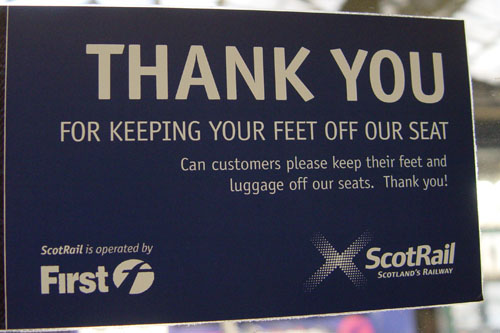 THANK YOU
FOR KEEPING YOUR FEET OFF OUR SEAT
Can customers please keep their feet and
luggage off our seats. Thank you!
ScotRail is operated by
First
ScotRail
SCOTLAND'S RAILWAY